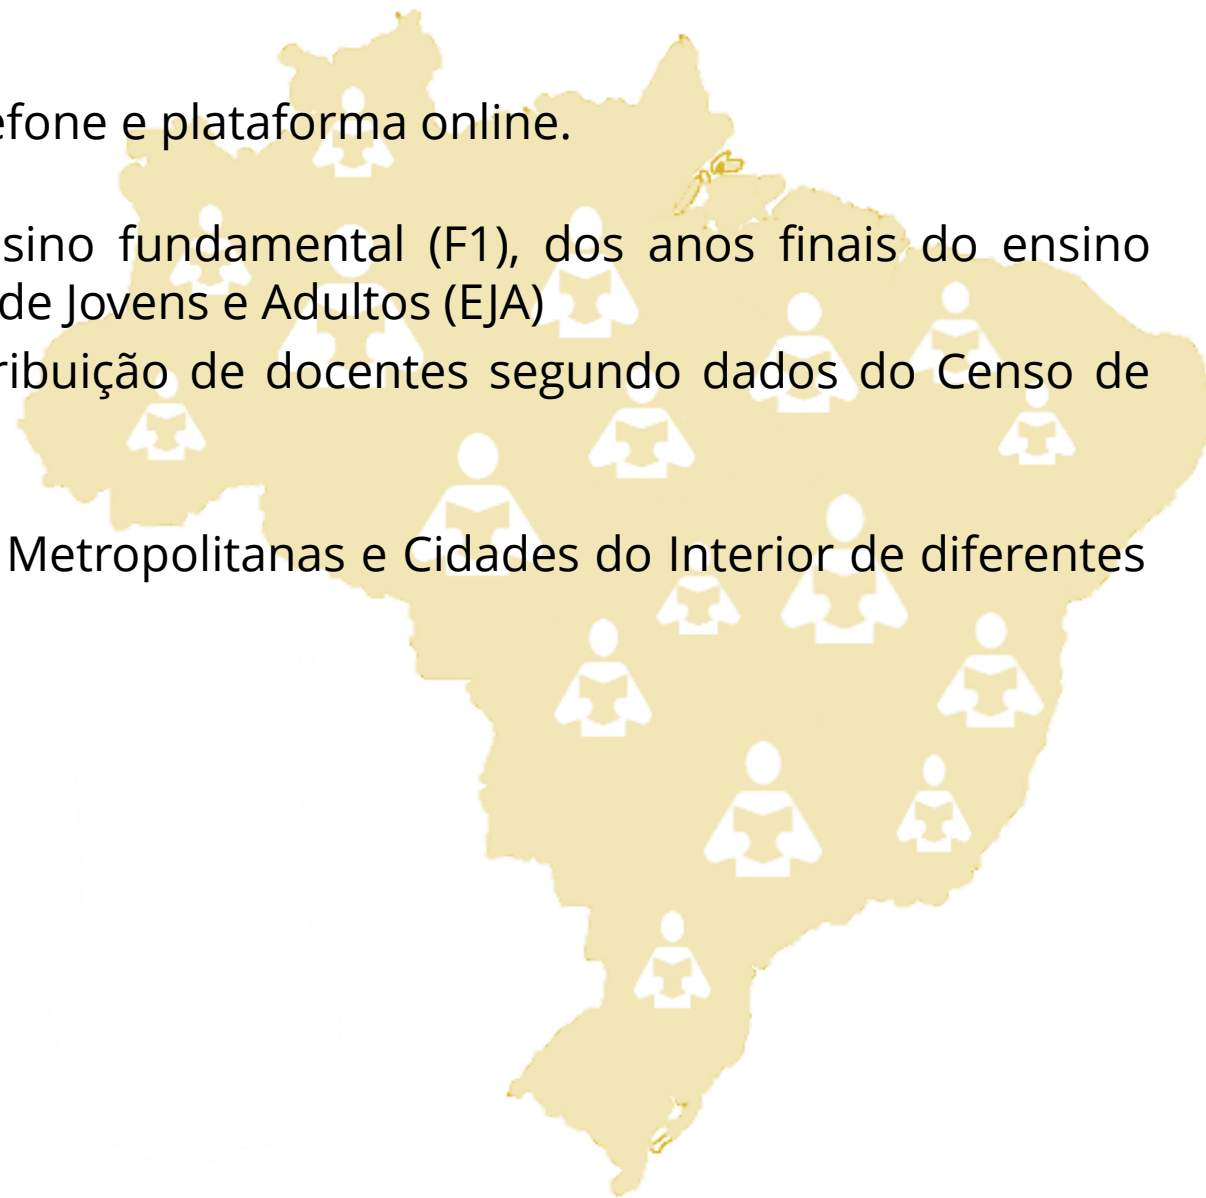 efone e plataforma online.
sino fundamental (F1), dos anos finais do ensino
de Jovens e Adultos (EJA)
ribuição de docentes segundo dados do Censo de
Metropolitanas e Cidades do Interior de diferentes